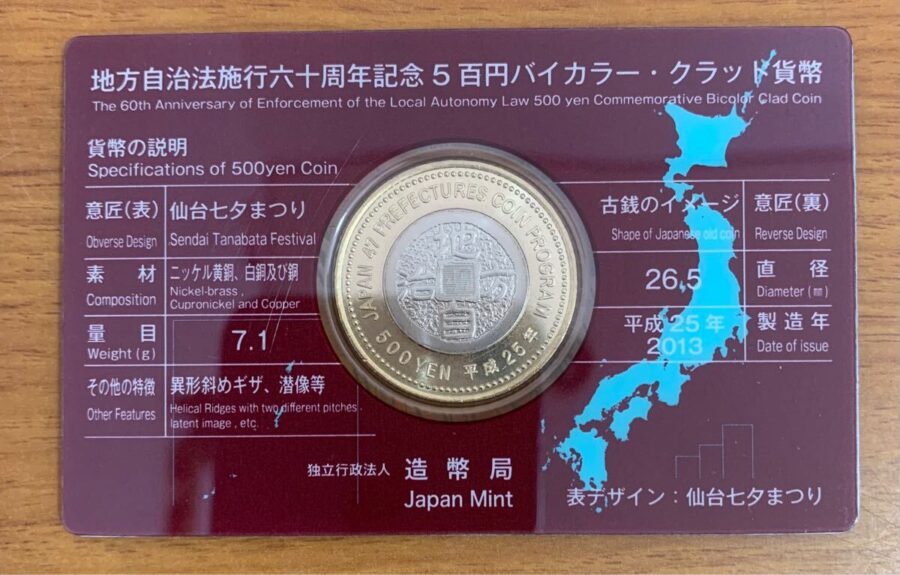 地方自治法施行六十周年記念5百円バイカラー・クラッド貨幣
The 60th Anniversary of Enforcement of the Local Autonomy Law 500 yen Commemorative Bicolor Clad Coin
貨幣の説明
Specifications of 500yen Coin
意匠(表) 仙台七夕まつり
Obverse Design Sendai Tanabata Festival
素材 ニッケル黄銅、白銅及び銅
Composition Nickel-brass, Cupronickel and Copper
量目 7.1
Weight (g)
その他の特徴 異形斜めギザ、潜像等
Other Features Helical Ridges with two different pitches, latent image, etc.
JAPAN 47 PREFECTURES COIN PROGRAM
500 YEN 平成25年
古銭のイメージ 意匠(裏)
Shape of Japanese old coin Reverse Design
26.5 直径
Diameter (㎜)
平成25年 製造年
2013 Date of issue
独立行政法人 造幣局
Japan Mint
表デザイン:仙台七夕まつり